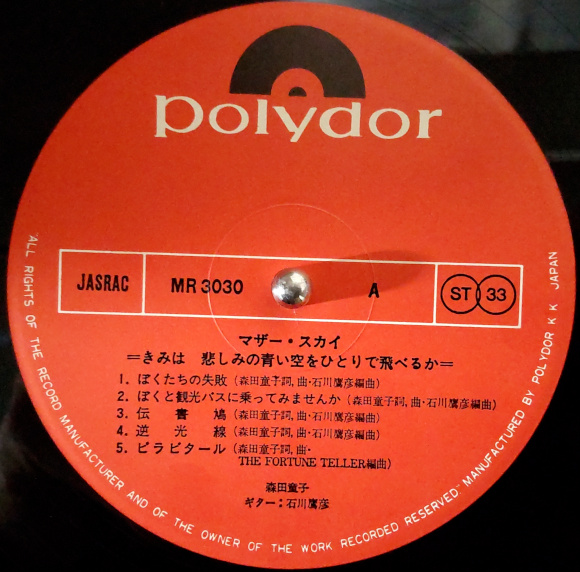 polydor
JASRAC
MR 3030
A
ST 33
マザー・スカイ
=きみは 悲しみの青い空をひとりで飛べるか=
1. ぼくたちの失敗(森田童子詞,曲・石川鷹彦編曲)
2. ぼくと観光バスに乗ってみませんか(森田童子詞,曲・石川鷹彦編曲)
3. 伝書鳩(森田童子詞,曲・石川鷹彦編曲)
4. 逆光線(森田童子詞,曲・石川鷹彦編曲)
5. ピラビタール(森田童子詞,曲・
THE FORTUNE TELLER編曲)
森田童子
ギター:石川鷹彦
"ALL RIGHTS OF THE RECORD MANUFACTURER AND OF THE OWNER OF THE WORK RECORDED RESERVED" MANUFACTURED BY POLYDOR K K JAPAN